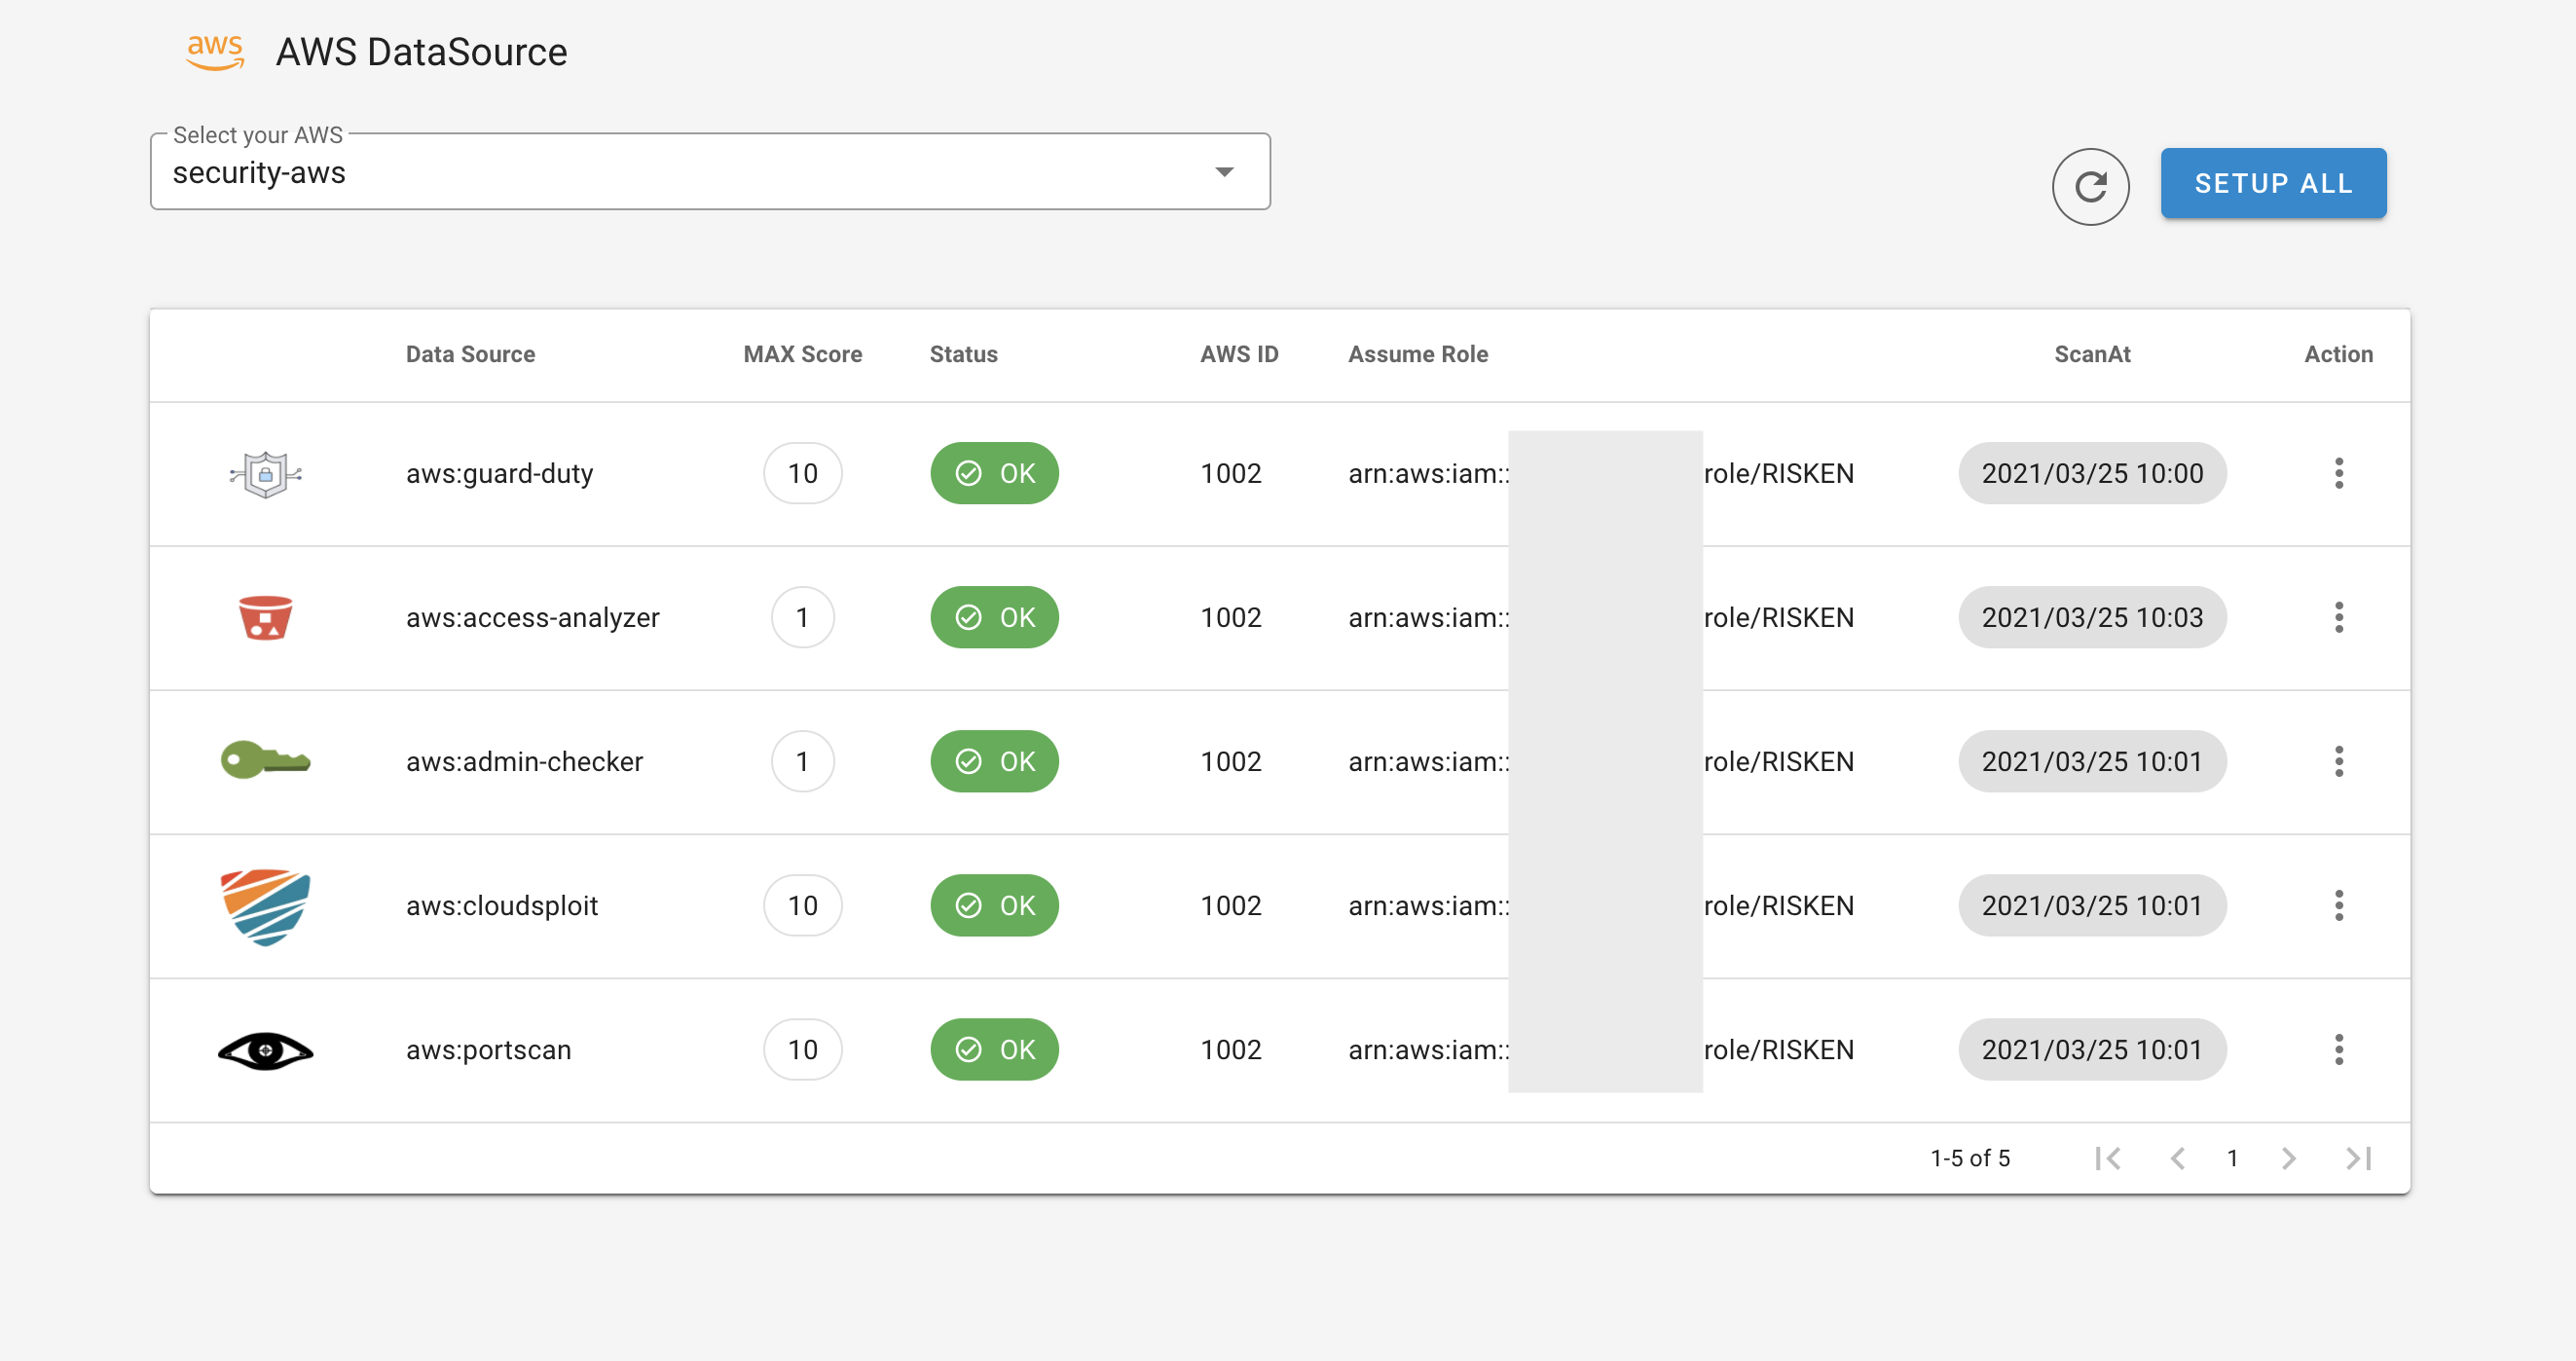 aws AWS DataSource
Select your AWS
security-aws
SETUP ALL
Data Source MAX Score Status AWS ID Assume Role ScanAt Action
aws:guard-duty 10 OK 1002 arn:aws:iam:: role/RISKEN 2021/03/25 10:00
aws:access-analyzer 1 OK 1002 arn:aws:iam:: role/RISKEN 2021/03/25 10:03
aws:admin-checker 1 OK 1002 arn:aws:iam:: role/RISKEN 2021/03/25 10:01
aws:cloudsploit 10 OK 1002 arn:aws:iam:: role/RISKEN 2021/03/25 10:01
aws:portscan 10 OK 1002 arn:aws:iam:: role/RISKEN 2021/03/25 10:01
1-5 of 5 1